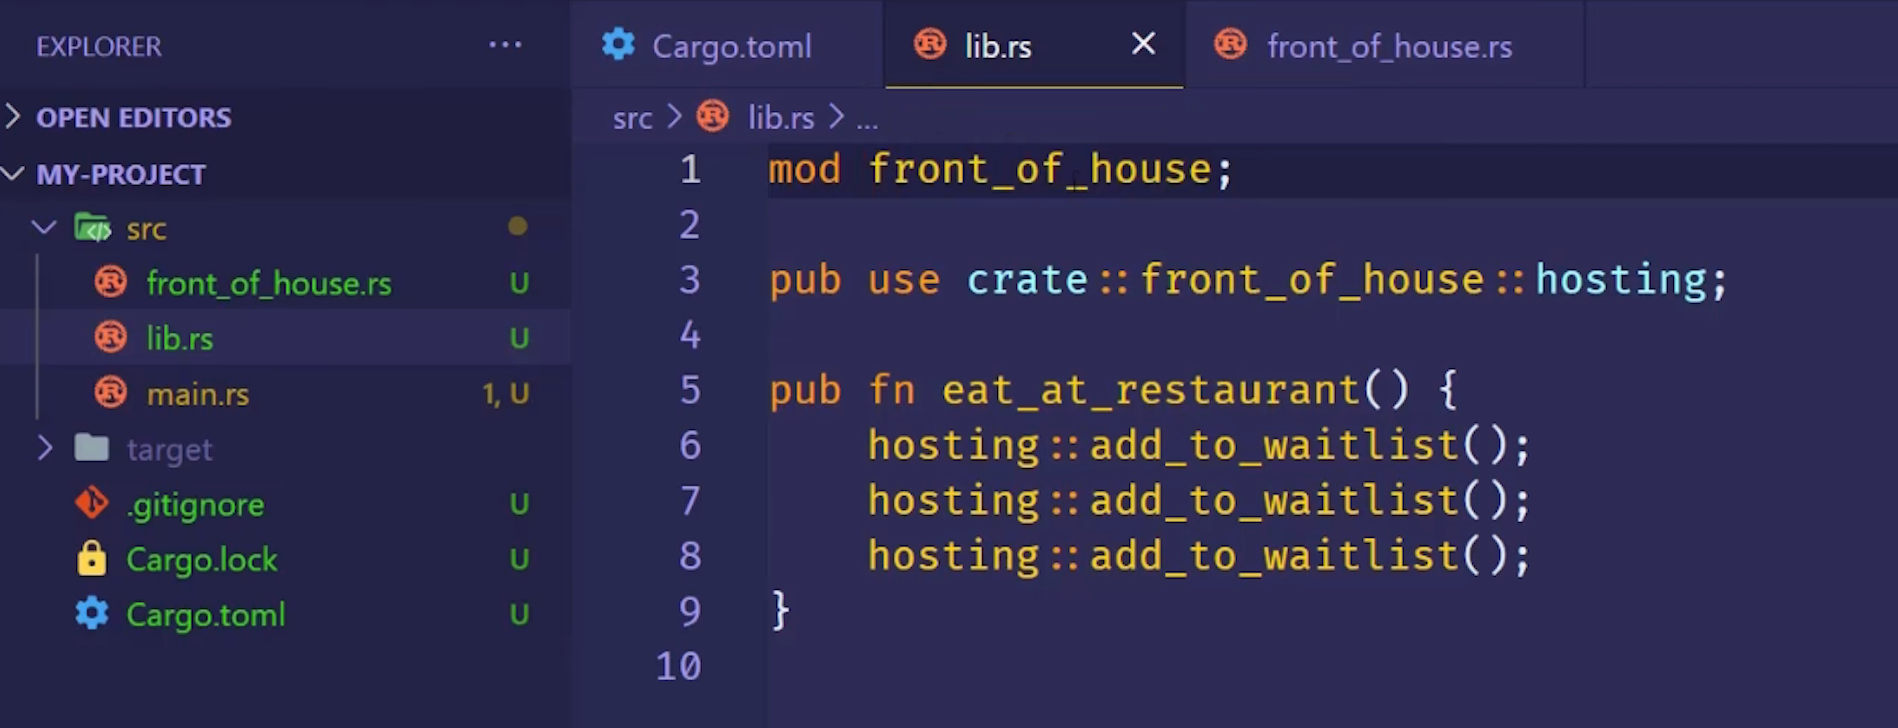 EXPLORER
...
OPEN EDITORS
MY-PROJECT
src
front_of_house.rs U
lib.rs U
main.rs 1, U
target
.gitignore U
Cargo.lock U
Cargo.toml U
Cargo.toml lib.rs front_of_house.rs
src > lib.rs > ...
1 mod front_of_house;
2
3 pub use crate::front_of_house::hosting;
4
5 pub fn eat_at_restaurant() {
6 hosting::add_to_waitlist();
7 hosting::add_to_waitlist();
8 hosting::add_to_waitlist();
9 }
10